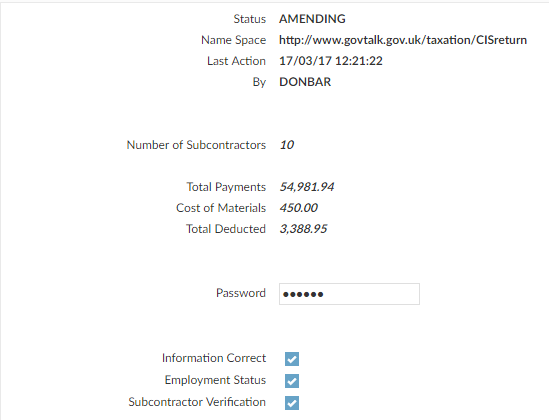 Status AMENDING
Name Space http://www.govtalk.gov.uk/taxation/CISreturn
Last Action 17/03/17 12:21:22
By DONBAR
Number of Subcontractors 10
Total Payments 54,981.94
Cost of Materials 450.00
Total Deducted 3,388.95
Password ••••••
Information Correct
Employment Status
Subcontractor Verification